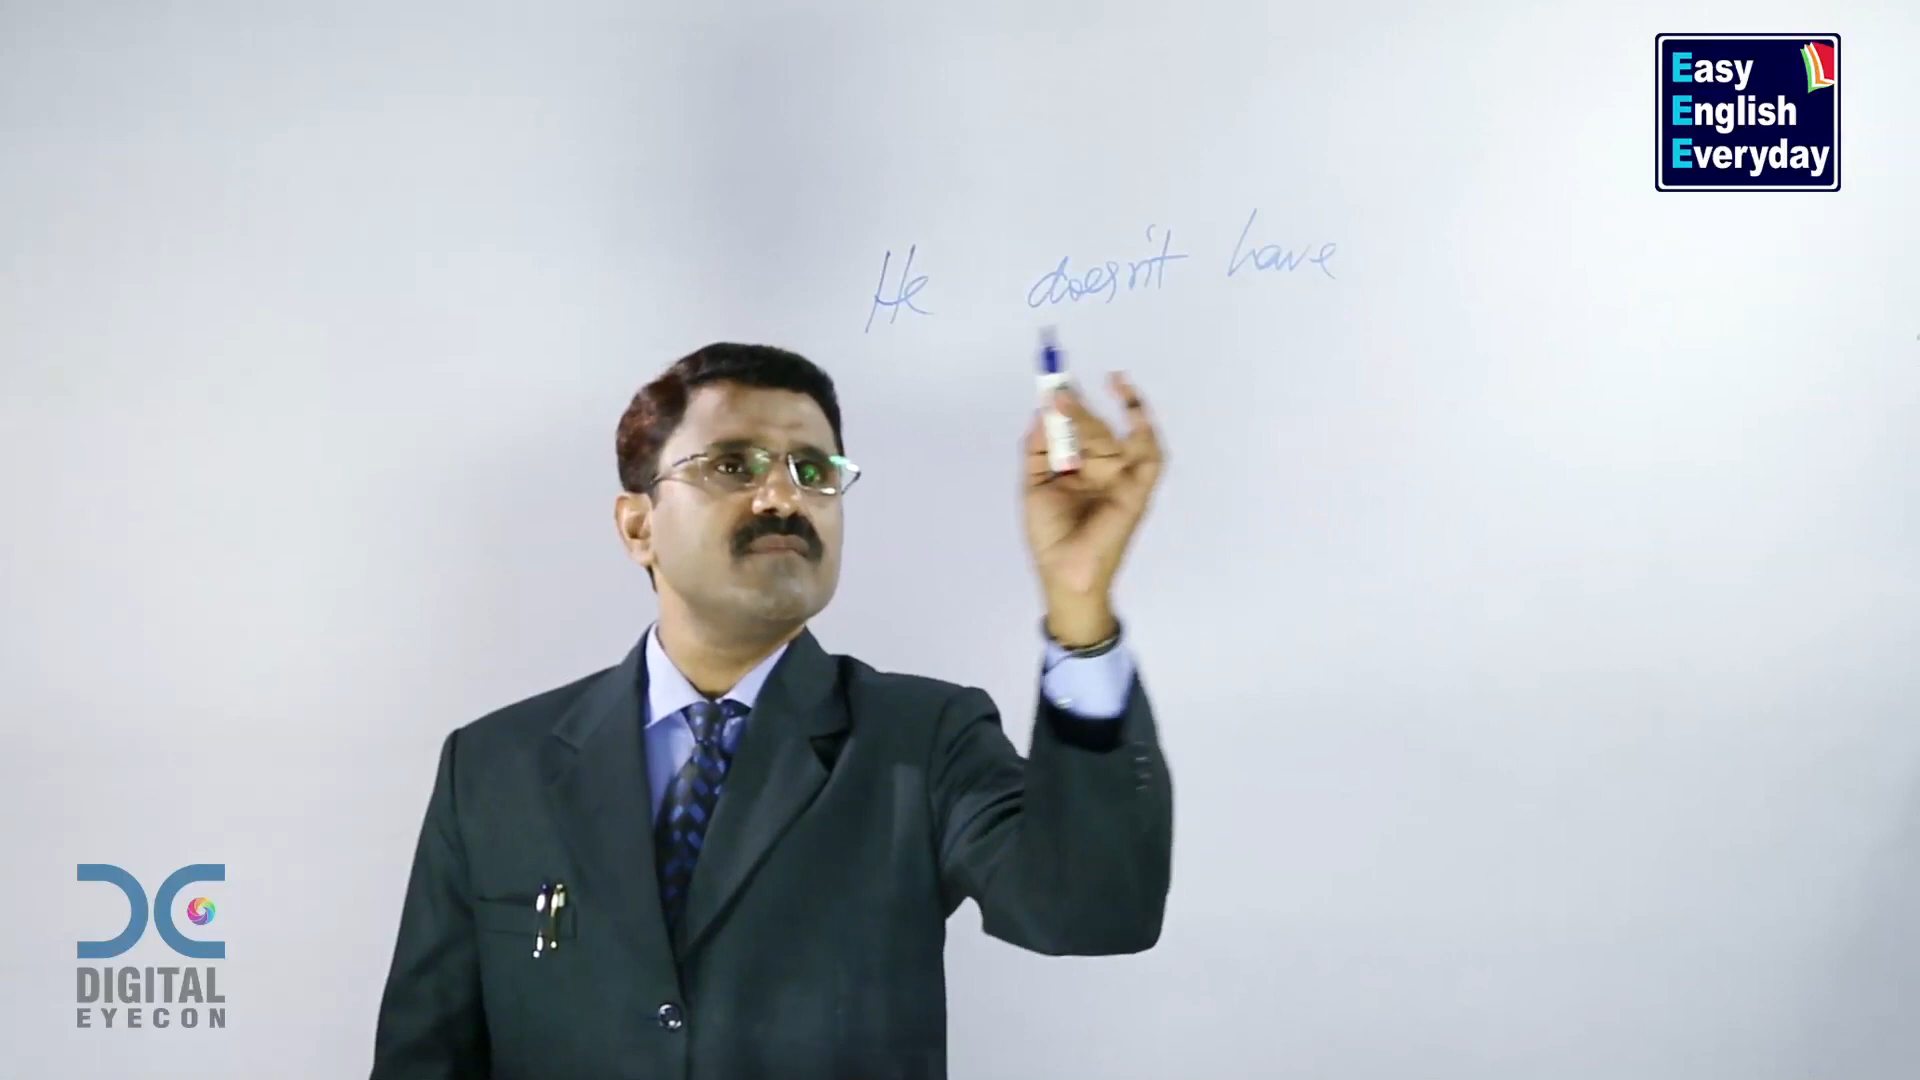 Easy
English
Everyday
He doesn't have
DIGITAL
EYECON